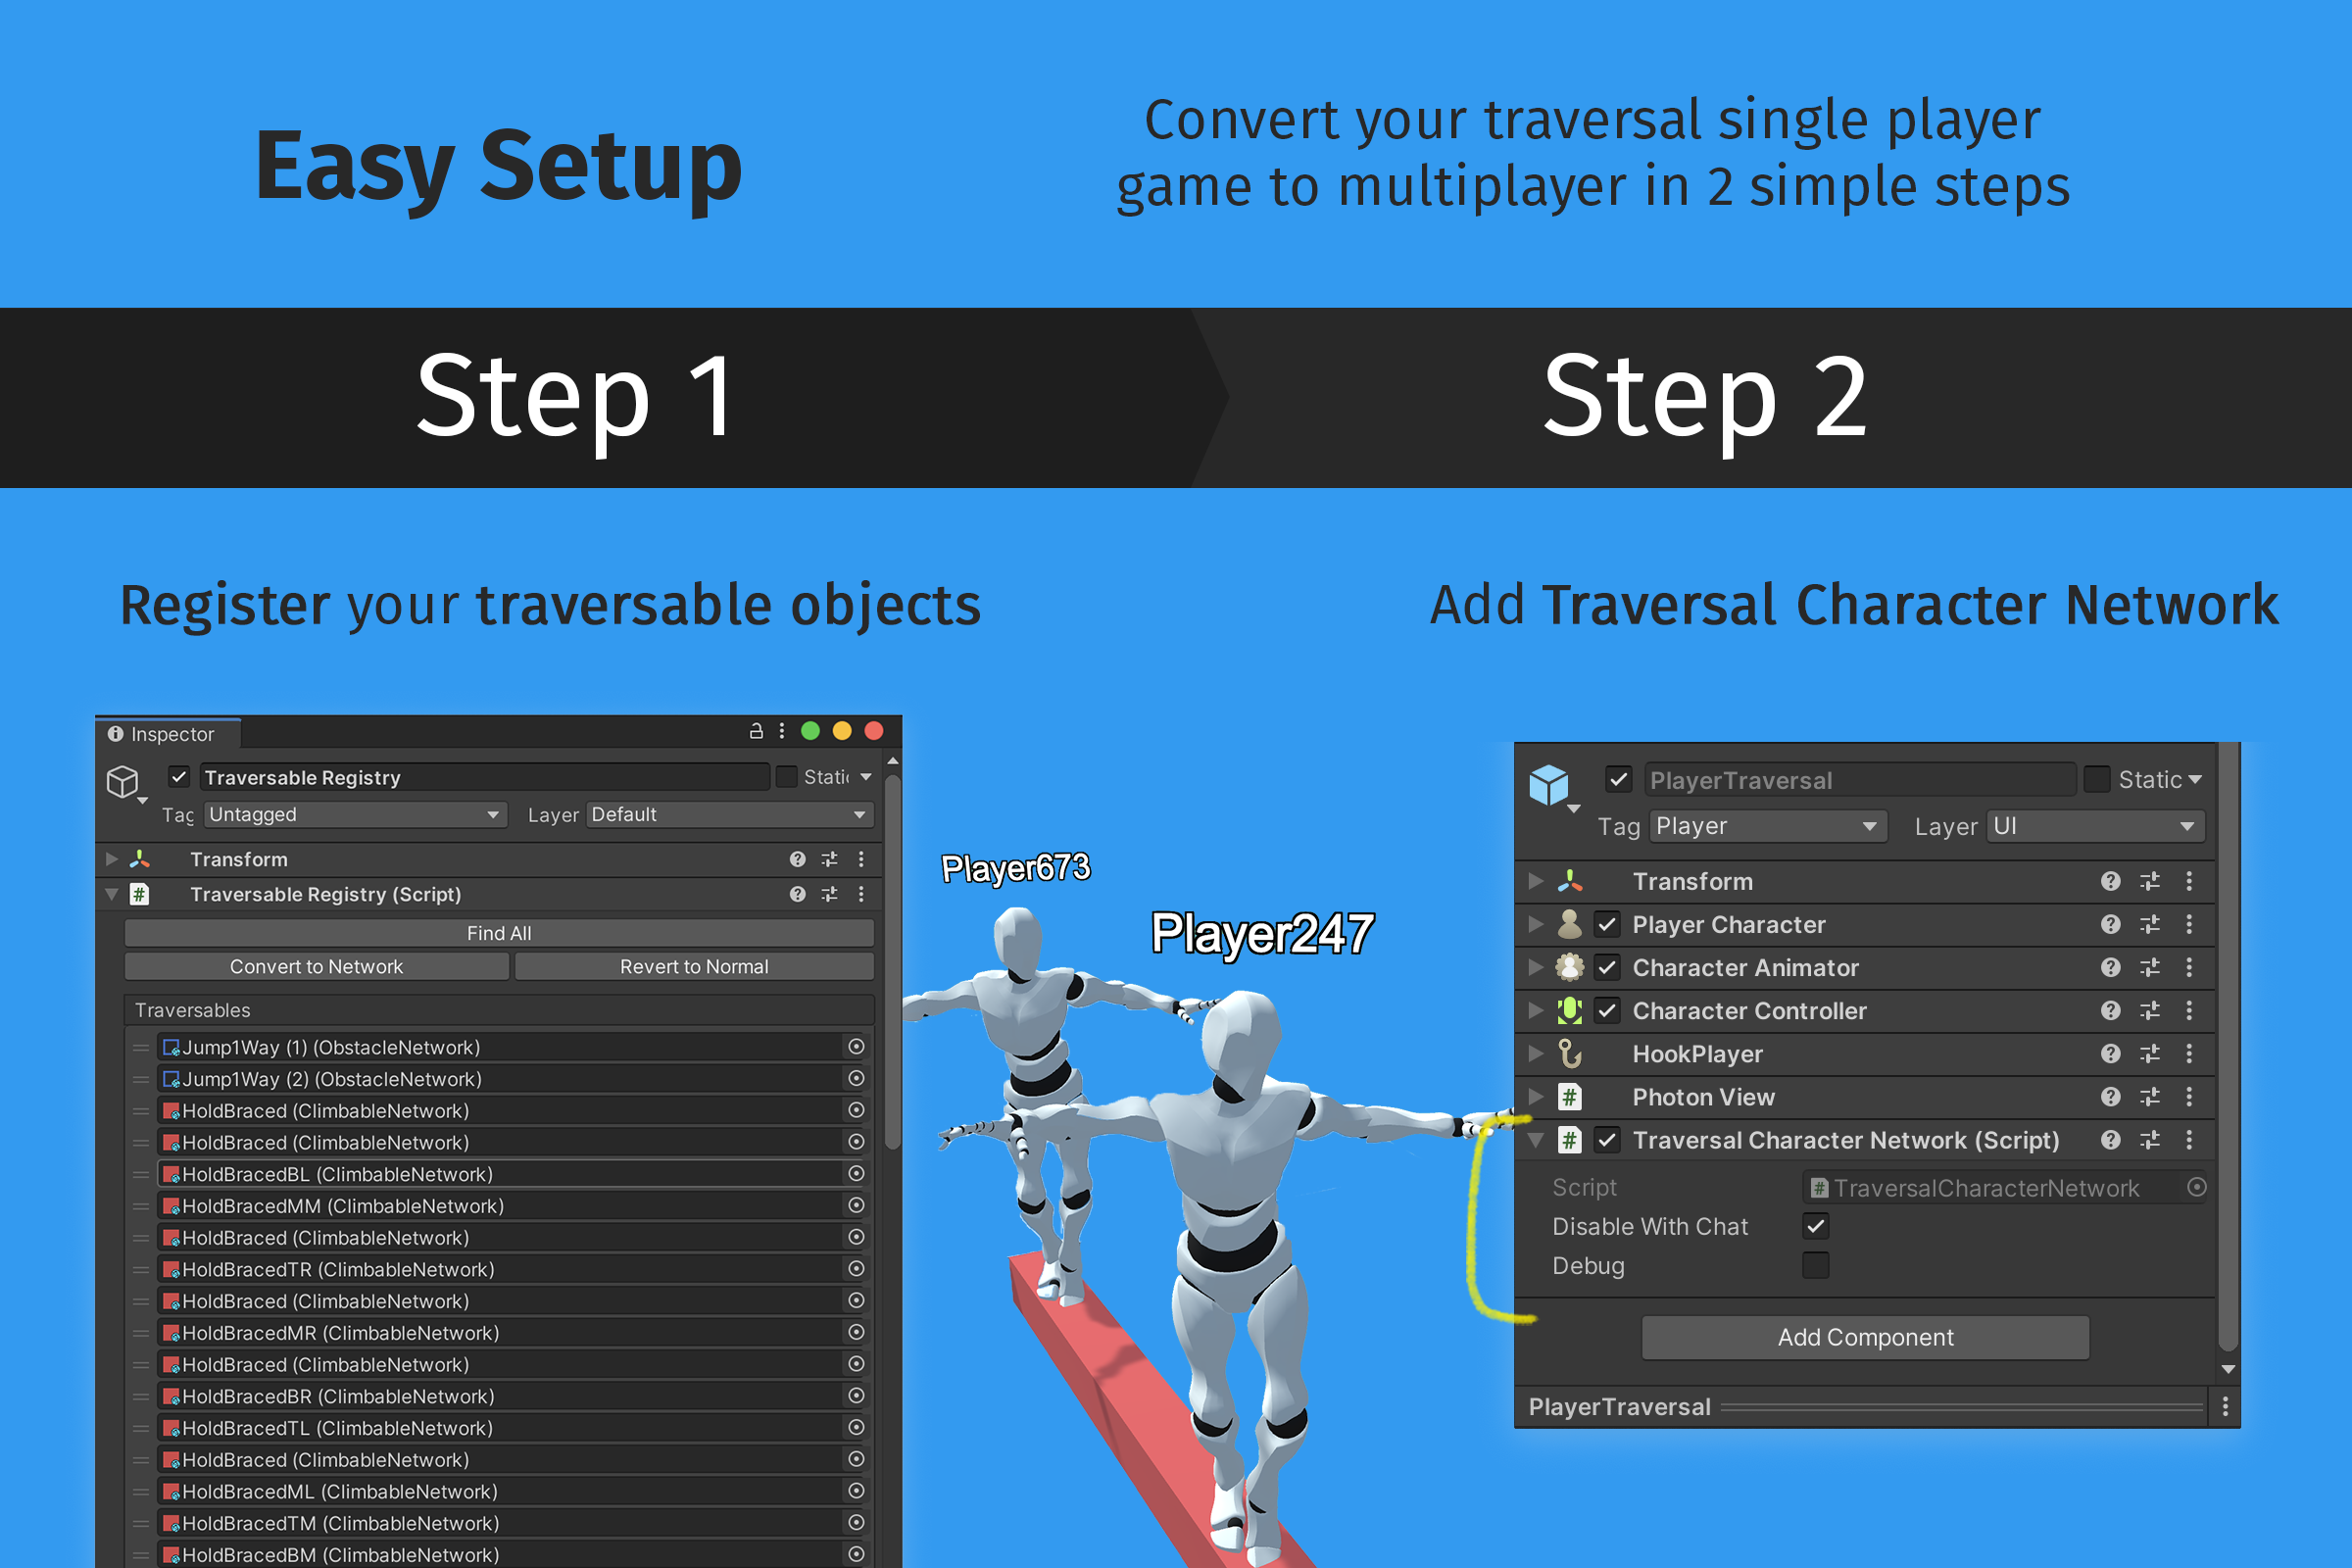 Easy Setup
Convert your traversal single player
game to multiplayer in 2 simple steps
Step 1
Step 2
Register your traversable objects
Add Traversal Character Network
Inspector
Traversable Registry
Static
Tag Untagged Layer Default
Transform
Traversable Registry (Script)
Find All
Convert to Network Revert to Normal
Traversables
Jump1Way (1) (ObstacleNetwork)
Jump1Way (2) (ObstacleNetwork)
HoldBraced (ClimbableNetwork)
HoldBraced (ClimbableNetwork)
HoldBracedBL (ClimbableNetwork)
HoldBracedMM (ClimbableNetwork)
HoldBraced (ClimbableNetwork)
HoldBracedTR (ClimbableNetwork)
HoldBraced (ClimbableNetwork)
HoldBracedMR (ClimbableNetwork)
HoldBraced (ClimbableNetwork)
HoldBracedBR (ClimbableNetwork)
HoldBracedTL (ClimbableNetwork)
HoldBraced (ClimbableNetwork)
HoldBracedML (ClimbableNetwork)
HoldBracedTM (ClimbableNetwork)
HoldBracedBM (ClimbableNetwork)
Player673
Player247
PlayerTraversal
Static
Tag Player Layer UI
Transform
Player Character
Character Animator
Character Controller
HookPlayer
Photon View
Traversal Character Network (Script)
Script TraversalCharacterNetwork
Disable With Chat
Debug
Add Component
PlayerTraversal